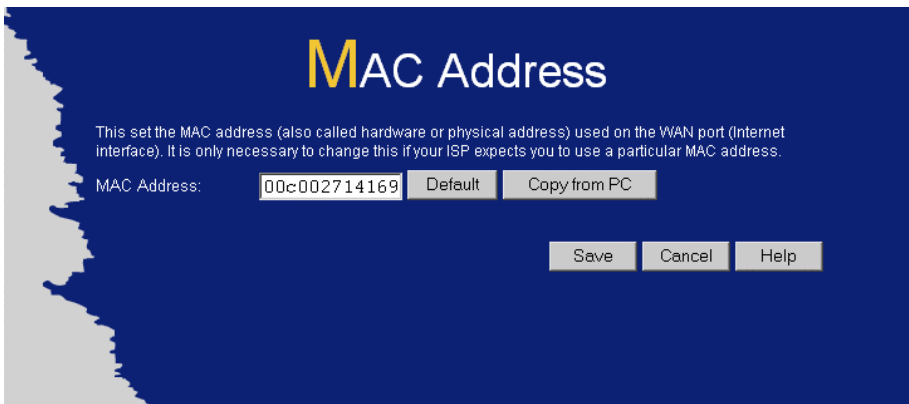 MAC Address
This set the MAC address (also called hardware or physical address) used on the WAN port (Internet
interface). It is only necessary to change this if your ISP expects you to use a particular MAC address.
MAC Address: 00c002714169 Default Copy from PC
Save Cancel Help